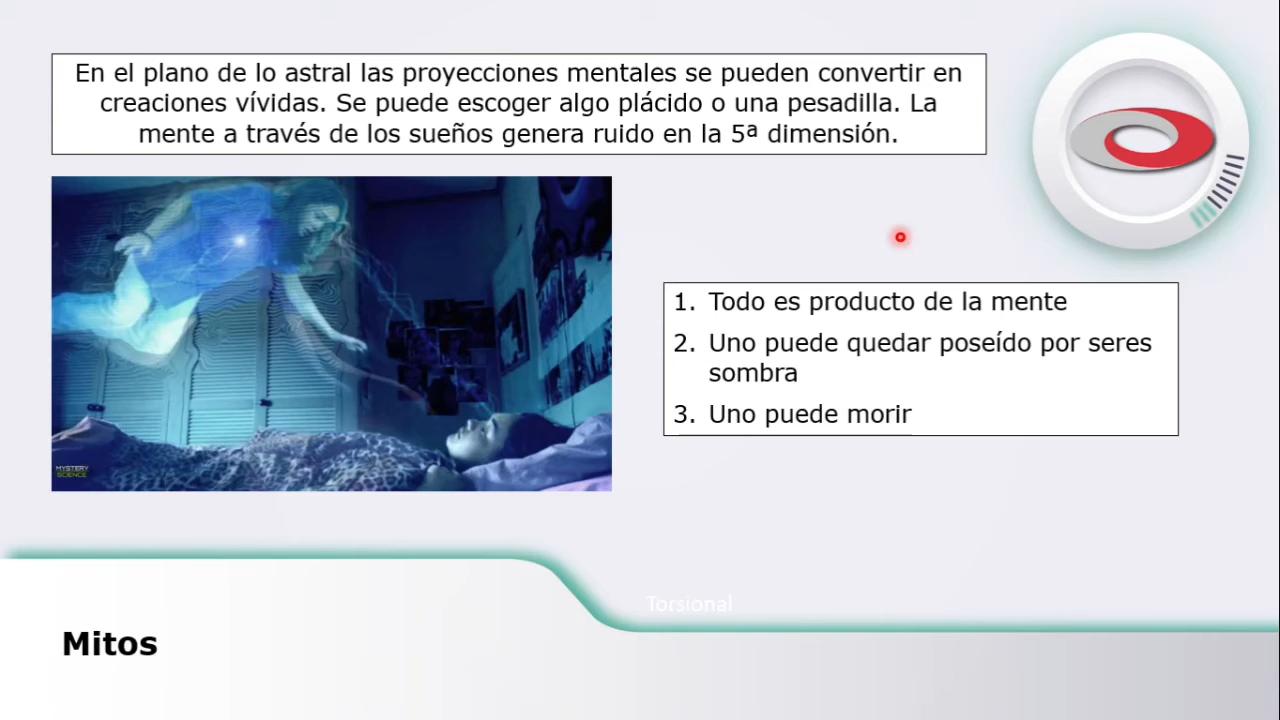 En el plano de lo astral las proyecciones mentales se pueden convertir en
creaciones vívidas. Se puede escoger algo plácido o una pesadilla. La
mente a través de los sueños genera ruido en la 5ª dimensión.
MYSTERY
SCIENCE
1. Todo es producto de la mente
2. Uno puede quedar poseído por seres
sombra
3. Uno puede morir
Torsional
Mitos